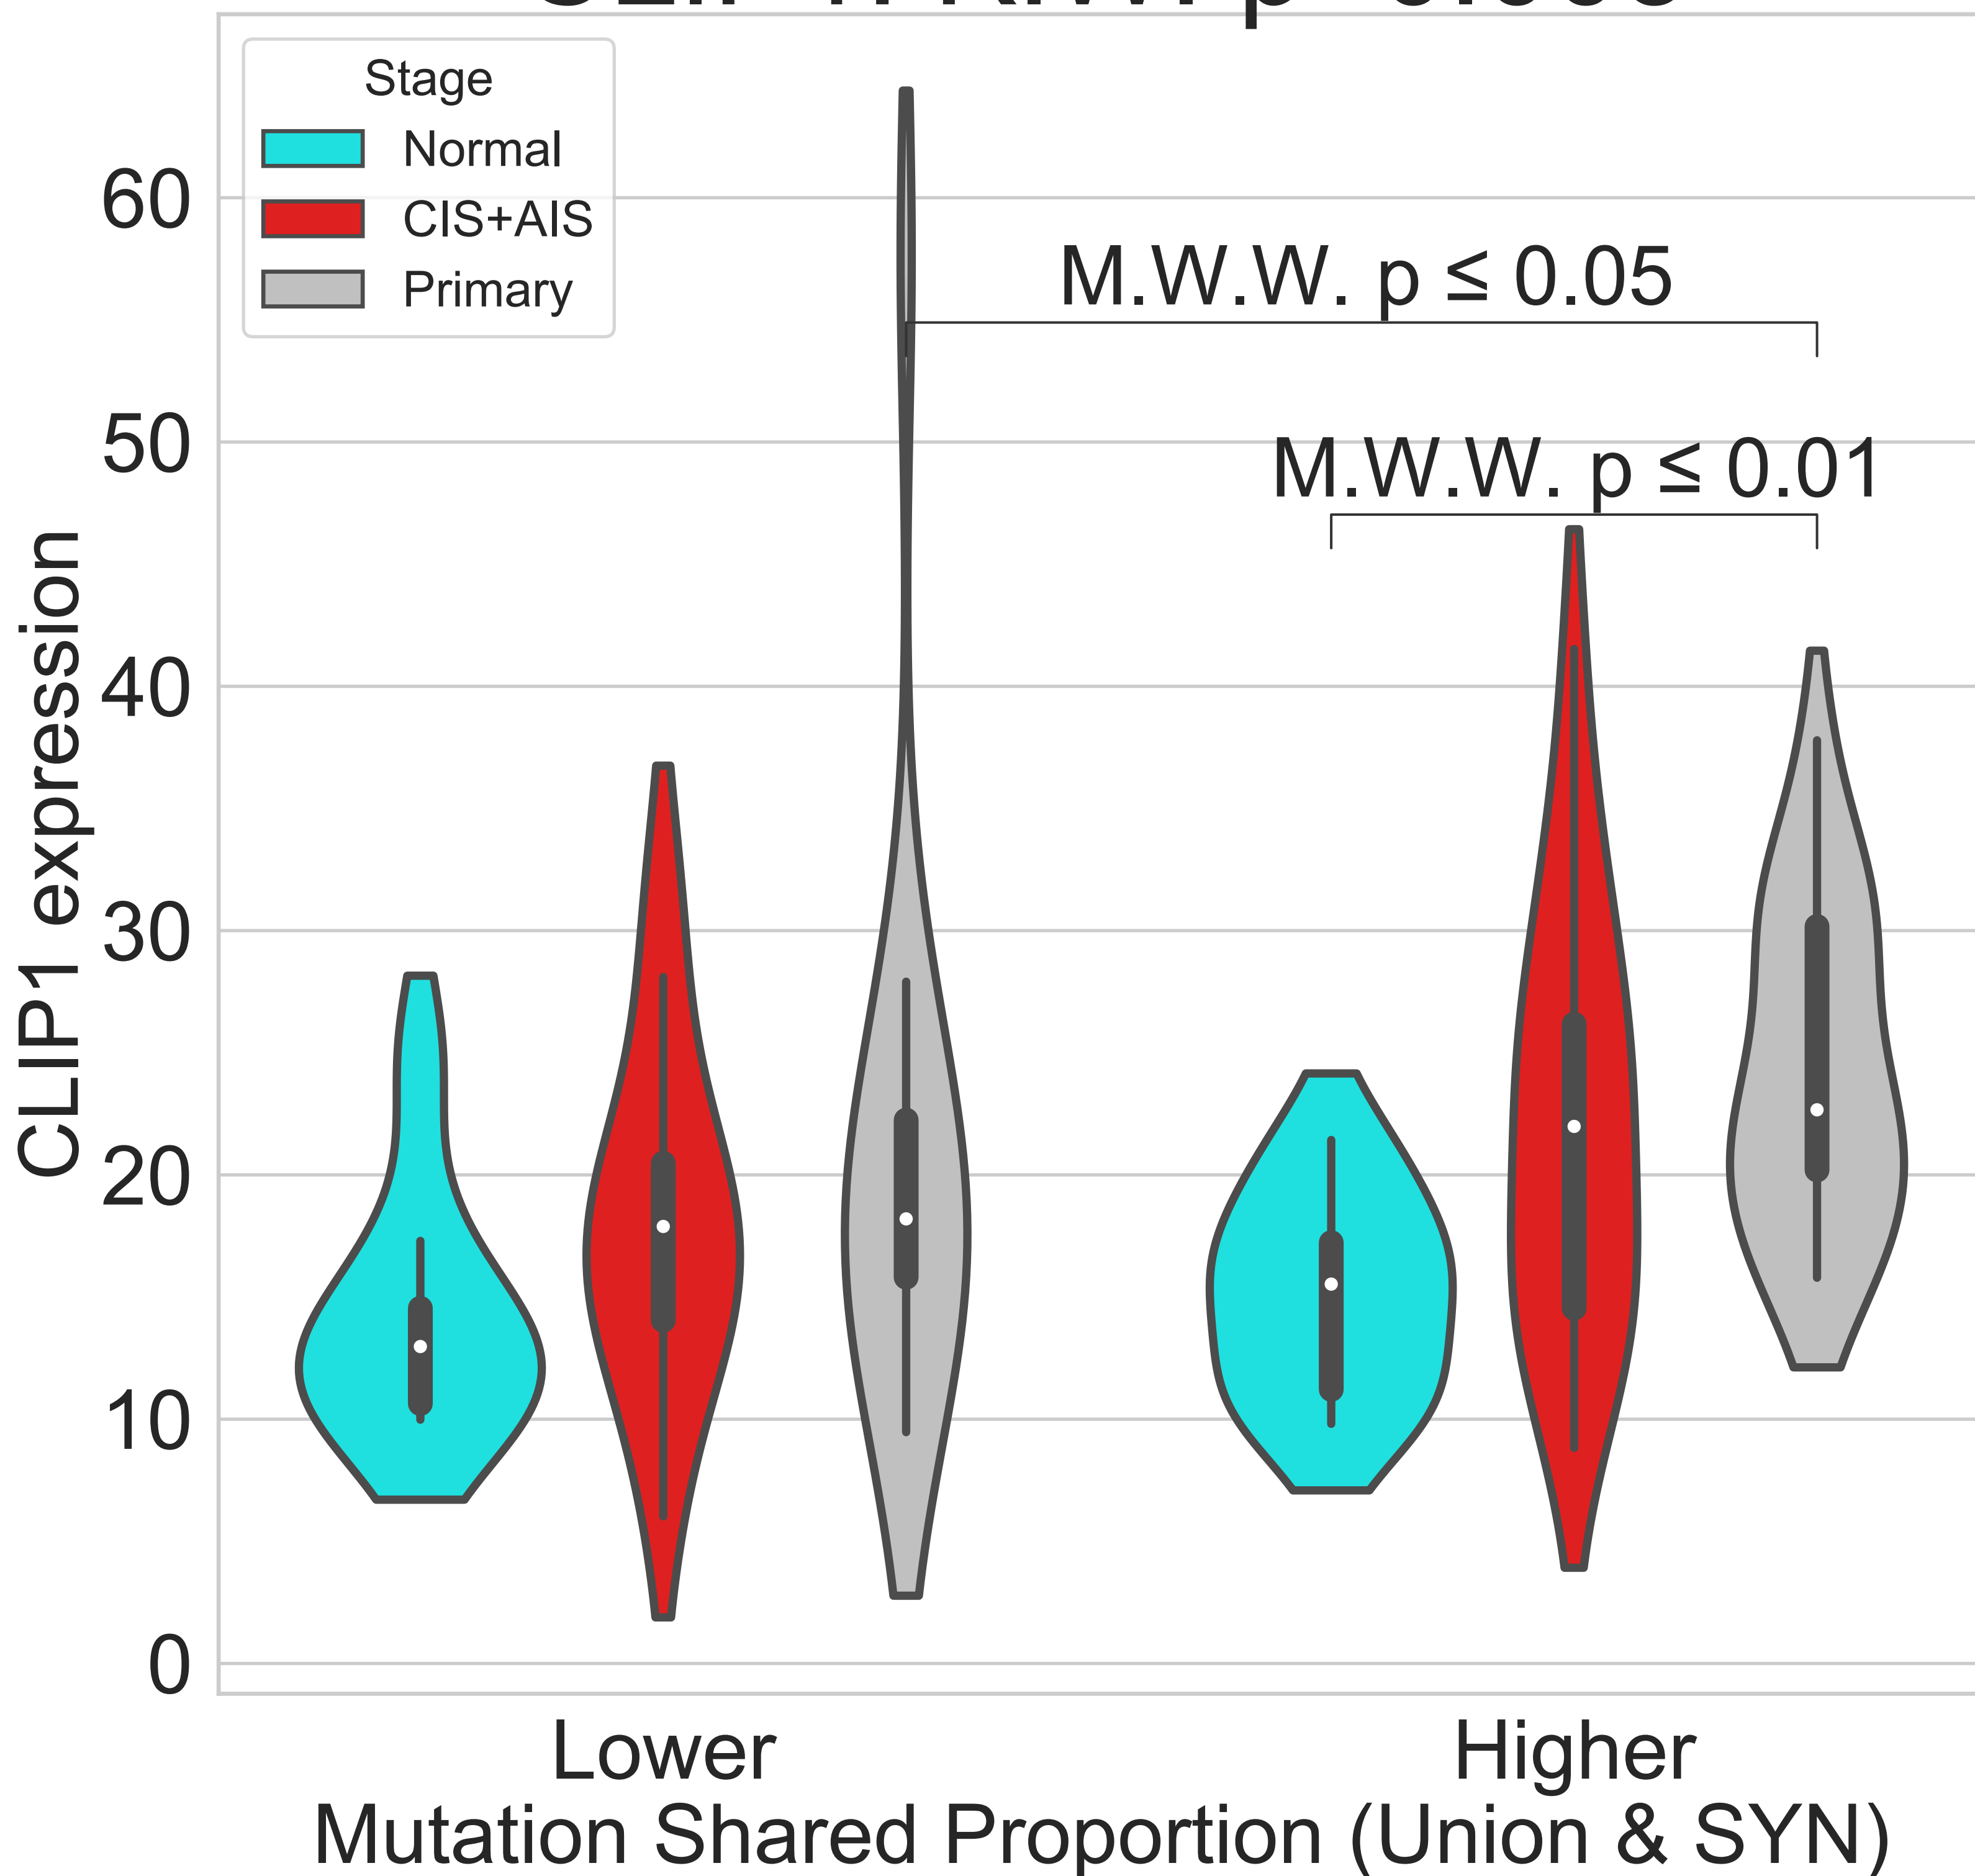 Stage
Normal
CIS+AIS
Primary
M.W.W. p ≤ 0.05
M.W.W. p ≤ 0.01
CLIP1 expression
60
50
40
30
20
10
0
Lower
Higher
Mutation Shared Proportion (Union & SYN)